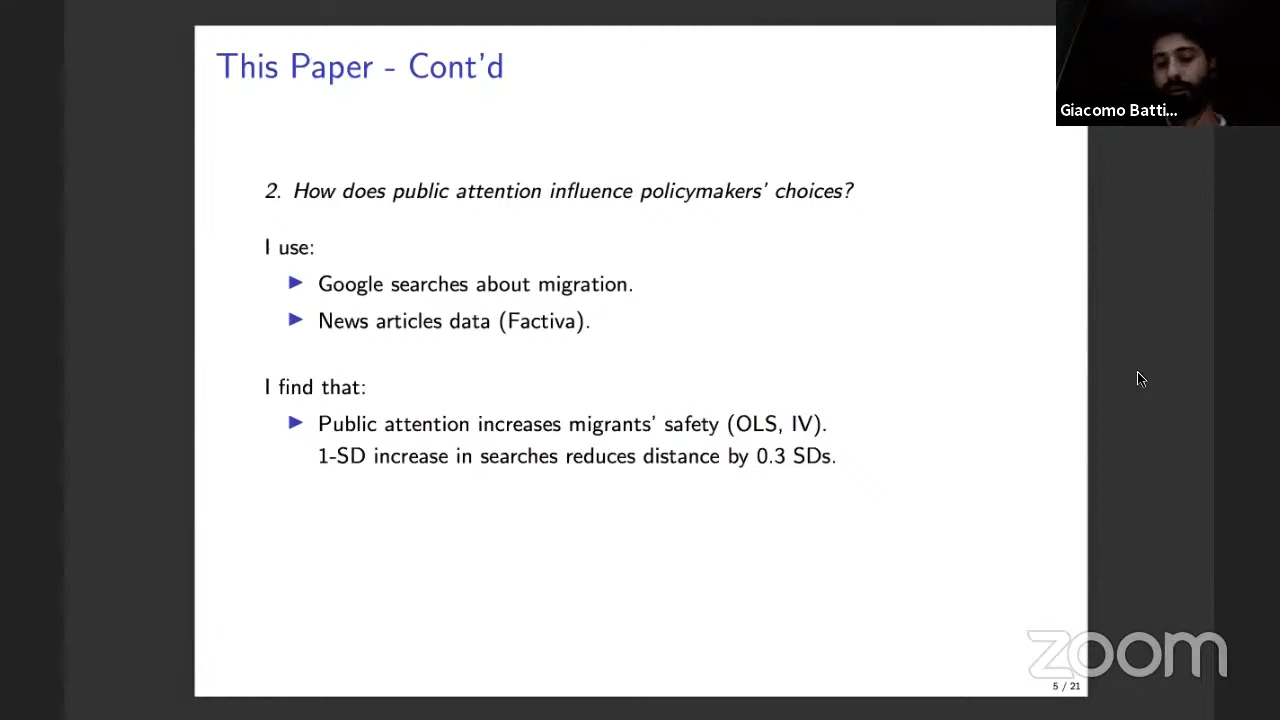 This Paper - Cont'd
Giacomo Batti...
2. How does public attention influence policymakers' choices?
I use:
Google searches about migration.
News articles data (Factiva).
I find that:
Public attention increases migrants' safety (OLS, IV).
1-SD increase in searches reduces distance by 0.3 SDs.
zoom
5 / 21